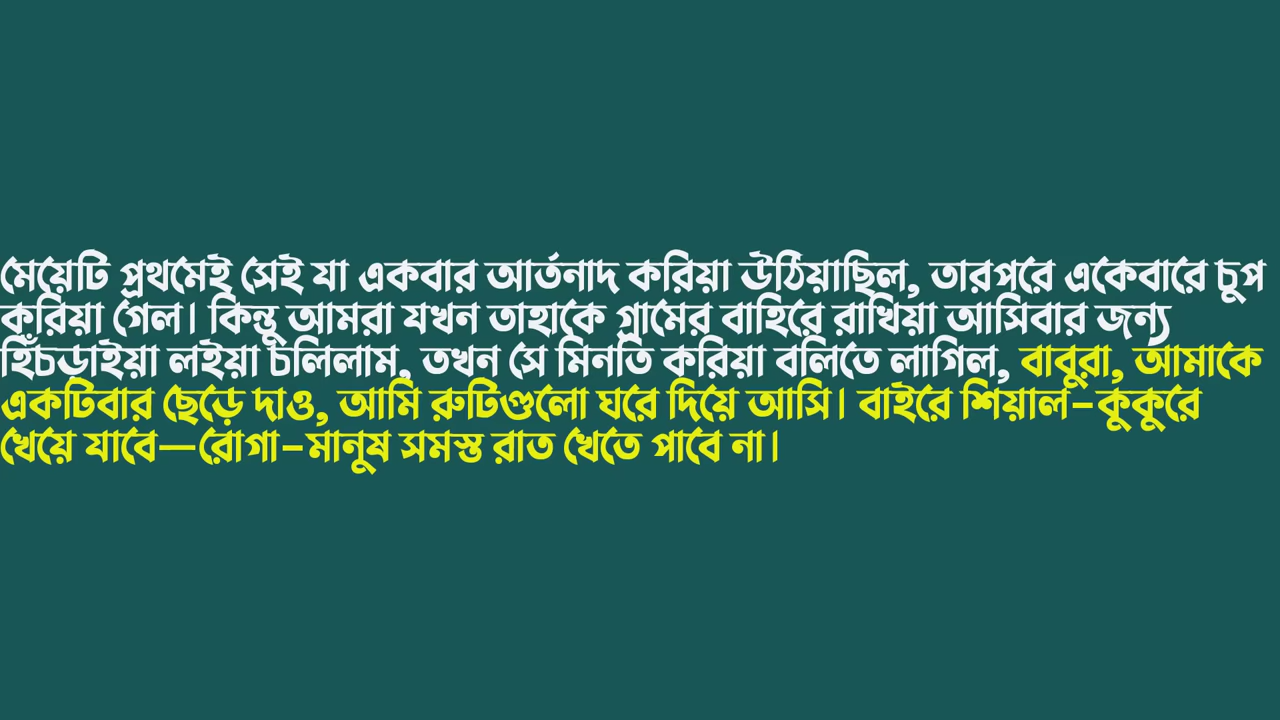 মেয়েটি প্রথমেই সেই যা একবার আর্তনাদ করিয়া উঠিয়াছিল, তারপরে একেবারে চুপ
করিয়া গেল। কিন্তু আমরা যখন তাহাকে গ্রামের বাহিরে রাখিয়া আসিবার জন্য
হিঁচড়াইয়া লইয়া চলিলাম, তখন সে মিনতি করিয়া বলিতে লাগিল, বাবুরা, আমাকে
একটিবার ছেড়ে দাও, আমি রুটিগুলো ঘরে দিয়ে আসি। বাইরে শিয়াল-কুকুরে
খেয়ে যাবে—রোগা-মানুষ সমস্ত রাত খেতে পাবে না।